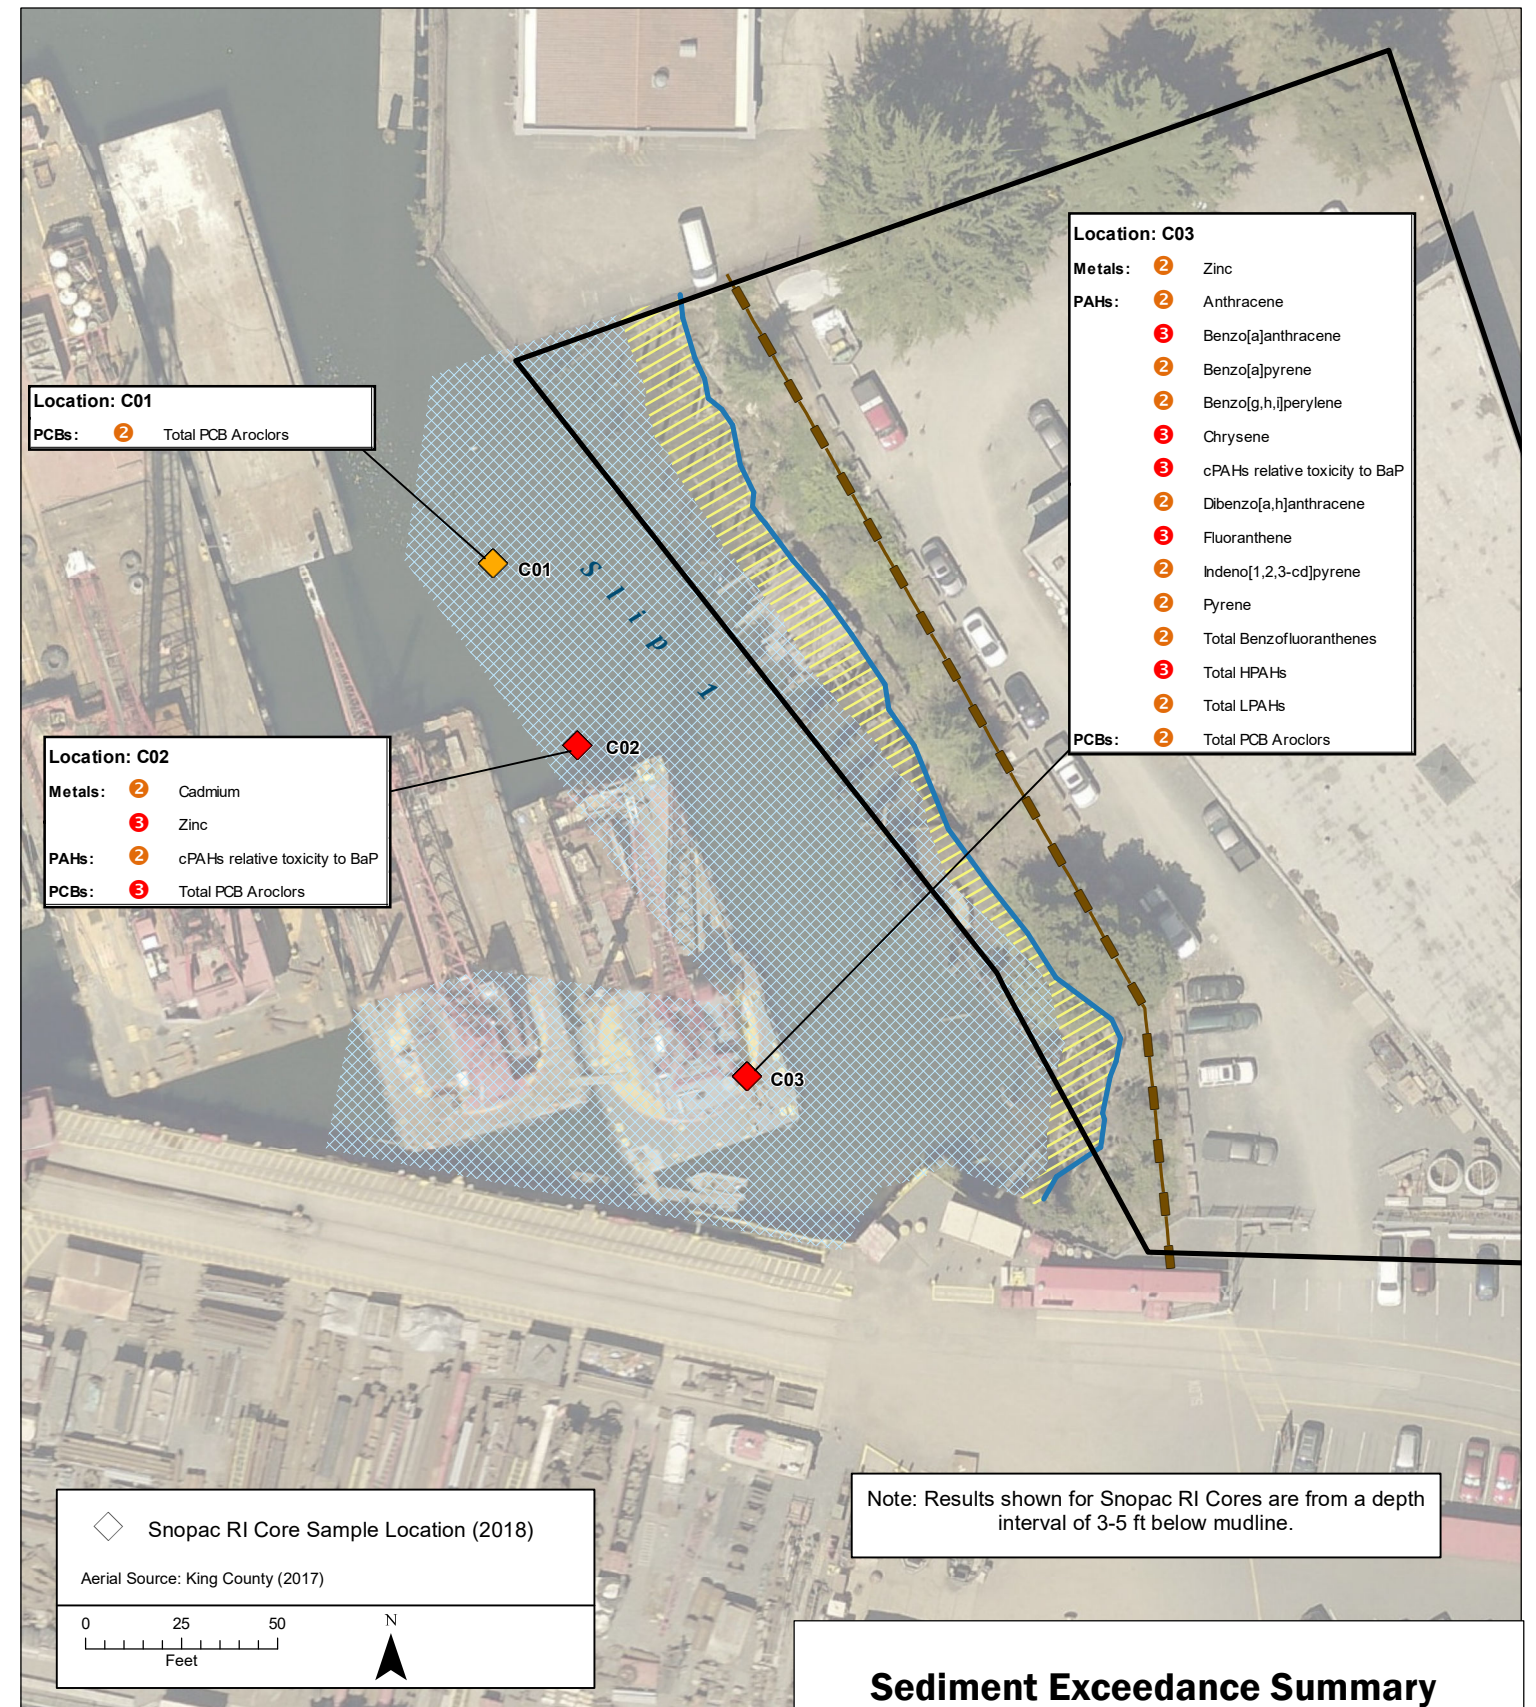 Location: C03
Metals: 2 Zinc
PAHs: 2 Anthracene
3 Benzo[a]anthracene
2 Benzo[a]pyrene
2 Benzo[g,h,i]perylene
3 Chrysene
3 cPAHs relative toxicity to BaP
2 Dibenzo[a,h]anthracene
3 Fluoranthene
2 Indeno[1,2,3-cd]pyrene
2 Pyrene
2 Total Benzofluoranthenes
3 Total HPAHs
2 Total LPAHs
PCBs: 2 Total PCB Aroclors
Location: C01
PCBs: 2 Total PCB Aroclors
C01
Slip 1
C02
Location: C02
Metals: 2 Cadmium
3 Zinc
PAHs: 2 cPAHs relative toxicity to BaP
PCBs: 3 Total PCB Aroclors
C03
Note: Results shown for Snopac RI Cores are from a depth
interval of 3-5 ft below mudline.
Snopac RI Core Sample Location (2018)
Aerial Source: King County (2017)
0 25 50
Feet
N
Sediment Exceedance Summary